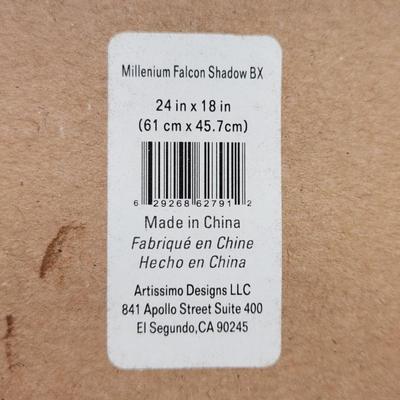 Millenium Falcon Shadow BX
24 in x 18 in
(61 cm x 45.7cm)
6 29268 62791 2
Made in China
Fabriqué en Chine
Hecho en China
Artissimo Designs LLC
841 Apollo Street Suite 400
El Segundo,CA 90245